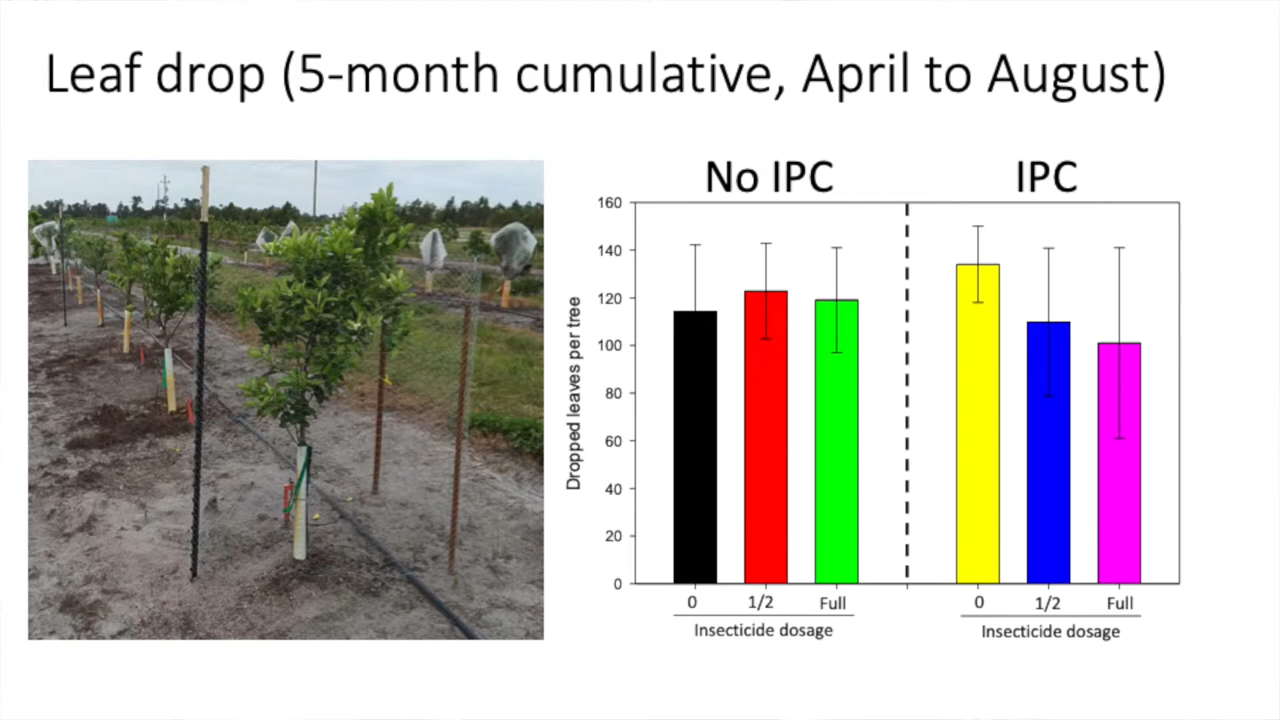 Leaf drop (5-month cumulative, April to August)
No IPC
IPC
Dropped leaves per tree
160
140
120
100
80
60
40
20
0
0 1/2 Full
Insecticide dosage
0 1/2 Full
Insecticide dosage